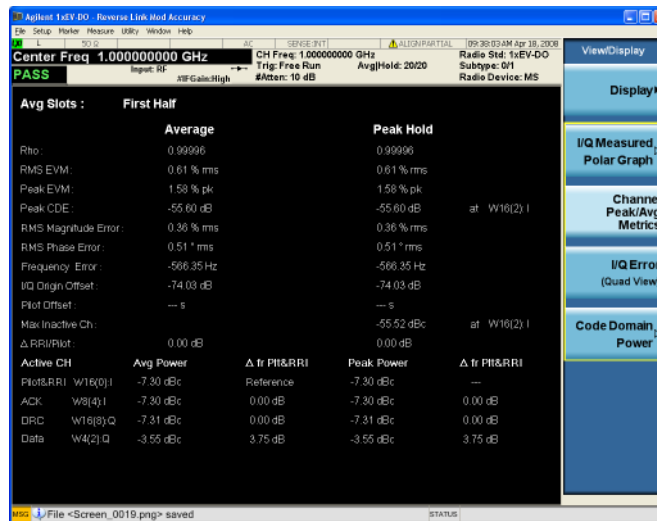 Agilent 1xEV-DO - Reverse Link Mod Accuracy
File Setup Marker Measure Utility Window Help
L 50 Ω AC SENSE:INT ALIGN PARTIAL 09:38:03 AM Apr 18, 2008
Center Freq 1.000000000 GHz CH Freq: 1.000000000 GHz Radio Std: 1xEV-DO
Input: RF Trig: Free Run Avg|Hold: 20/20 Subtype: 0/1
PASS #IFGain:High #Atten: 10 dB Radio Device: MS
Avg Slots : First Half
Average Peak Hold
Rho : 0.99996 0.99996
RMS EVM : 0.61 % rms 0.61 % rms
Peak EVM : 1.58 % pk 1.58 % pk
Peak CDE : -55.60 dB -55.60 dB at W16(2): I
RMS Magnitude Error : 0.36 % rms 0.36 % rms
RMS Phase Error : 0.51 ° rms 0.51 ° rms
Frequency Error : -566.35 Hz -566.35 Hz
I/Q Origin Offset : -74.03 dB -74.03 dB
Pilot Offset : --- s --- s
Max Inactive Ch : -55.52 dBc at W16(2): I
Δ RRI/Pilot : 0.00 dB 0.00 dB
Active CH Avg Power Δ fr Plt&RRI Peak Power Δ fr Plt&RRI
Pilot&RRI W16(0):I -7.30 dBc Reference -7.30 dBc ---
ACK W8(4):I -7.30 dBc 0.00 dB -7.30 dBc 0.00 dB
DRC W16(8):Q -7.31 dBc 0.00 dB -7.31 dBc 0.00 dB
Data W4(2):Q -3.55 dBc 3.75 dB -3.55 dBc 3.75 dB
View/Display
Display
I/Q Measured
Polar Graph
Channe
Peak/Avg
Metrics
I/Q Error
(Quad View
Code Domain
Power
MSG File <Screen_0019.png> saved STATUS